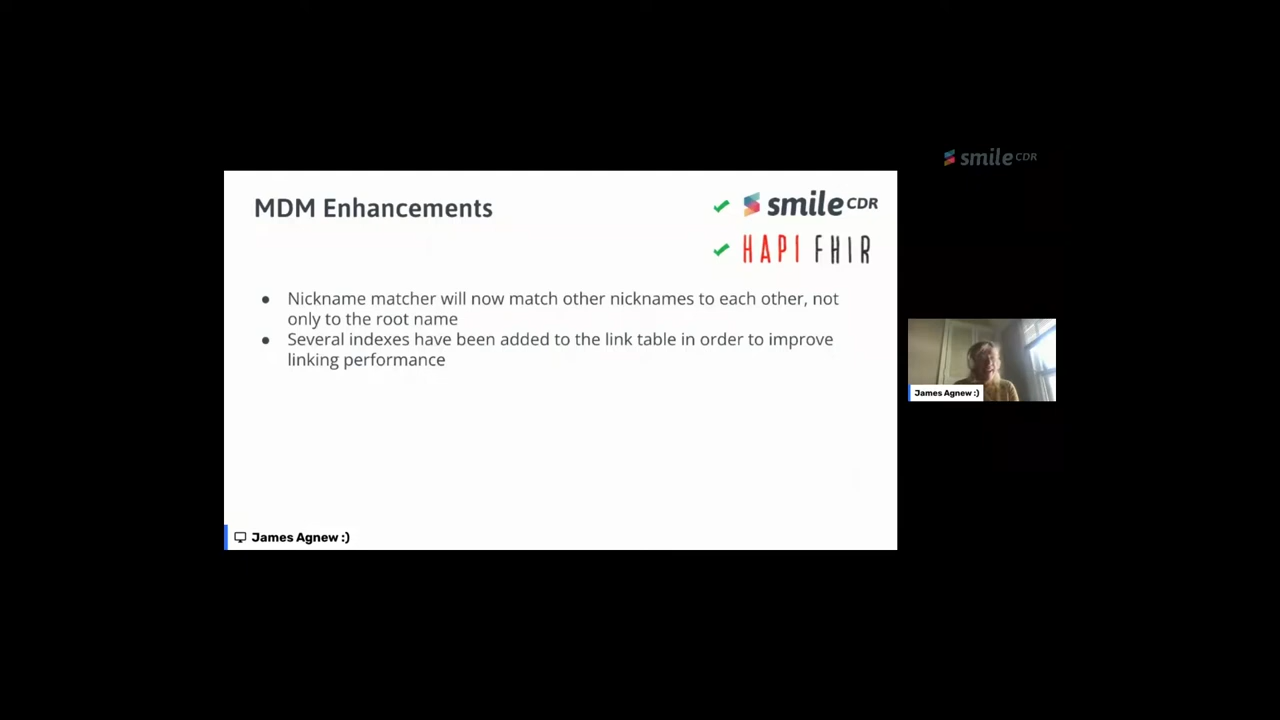 smile CDR
MDM Enhancements
smile CDR
HAPI FHIR
● Nickname matcher will now match other nicknames to each other, not
only to the root name
● Several indexes have been added to the link table in order to improve
linking performance
James Agnew :)
James Agnew :)